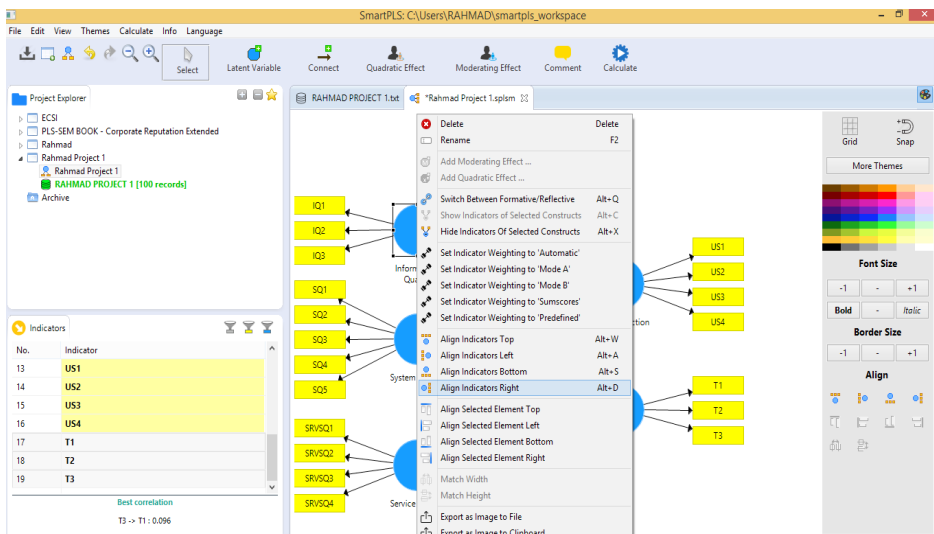 SmartPLS: C:\Users\RAHMAD\smartpls_workspace
File Edit View Themes Calculate Info Language
Select
Latent Variable
Connect
Quadratic Effect
Moderating Effect
Comment
Calculate
Project Explorer
ECSI
PLS-SEM BOOK - Corporate Reputation Extended
Rahmad
Rahmad Project 1
Rahmad Project 1
RAHMAD PROJECT 1 [100 records]
Archive
Indicators
No. Indicator
13 US1
14 US2
15 US3
16 US4
17 T1
18 T2
19 T3
Best correlation
T3 -> T1 : 0.096
RAHMAD PROJECT 1.txt
*Rahmad Project 1.splsm
IQ1
IQ2
IQ3
SQ1
SQ2
SQ3
SQ4
SQ5
SRVSQ1
SRVSQ2
SRVSQ3
SRVSQ4
Inform
Qua
System
Service
Delete Delete
Rename F2
Add Moderating Effect ...
Add Quadratic Effect ...
Switch Between Formative/Reflective Alt+Q
Show Indicators of Selected Constructs Alt+C
Hide Indicators Of Selected Constructs Alt+X
Set Indicator Weighting to 'Automatic'
Set Indicator Weighting to 'Mode A'
Set Indicator Weighting to 'Mode B'
Set Indicator Weighting to 'Sumscores'
Set Indicator Weighting to 'Predefined'
Align Indicators Top Alt+W
Align Indicators Left Alt+A
Align Indicators Bottom Alt+S
Align Indicators Right Alt+D
Align Selected Element Top
Align Selected Element Left
Align Selected Element Bottom
Align Selected Element Right
Match Width
Match Height
Export as Image to File
Export as Image to Clipboard
ction
US1
US2
US3
US4
T1
T2
T3
Grid
Snap
More Themes
Font Size
-1 - +1
Bold - Italic
Border Size
-1 - +1
Align